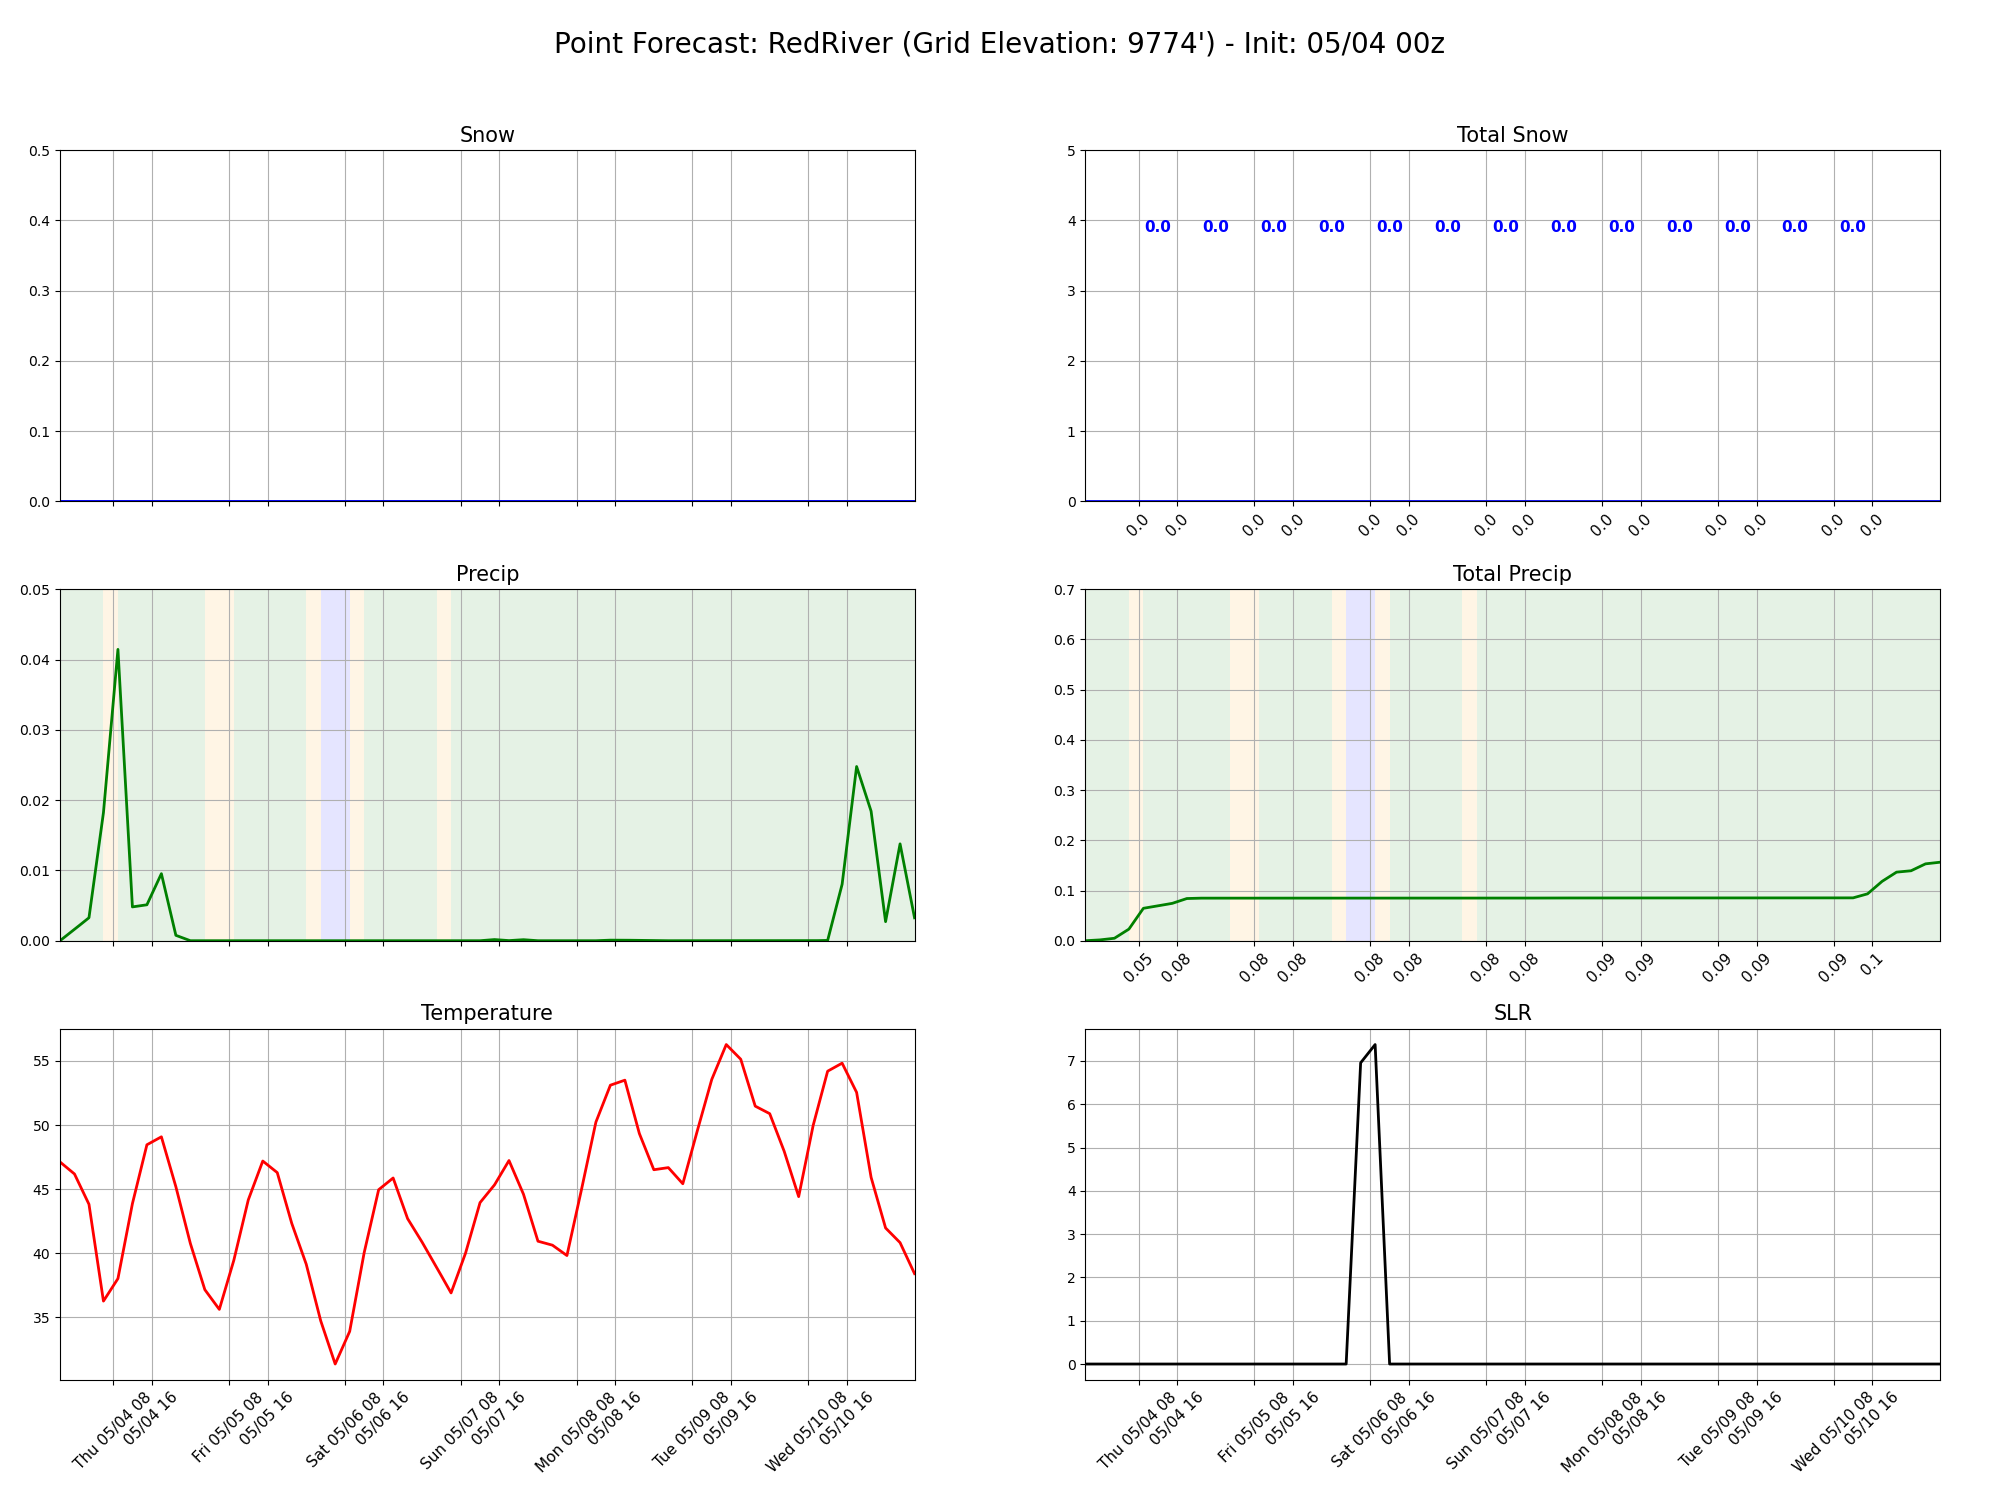 Point Forecast: RedRiver (Grid Elevation: 9774') - Init: 05/04 00z
Snow
0.5
0.4
0.3
0.2
0.1
0.0
Total Snow
5
4
3
2
1
0
0.0 0.0 0.0 0.0 0.0 0.0 0.0 0.0 0.0 0.0 0.0 0.0 0.0
0.0 0.0 0.0 0.0 0.0 0.0 0.0 0.0 0.0 0.0 0.0 0.0 0.0 0.0
Precip
0.05
0.04
0.03
0.02
0.01
0.00
Total Precip
0.7
0.6
0.5
0.4
0.3
0.2
0.1
0.0
0.05 0.08 0.08 0.08 0.08 0.08 0.08 0.08 0.09 0.09 0.09 0.09 0.09 0.1
Temperature
55
50
45
40
35
Thu 05/04 08
05/04 16
Fri 05/05 08
05/05 16
Sat 05/06 08
05/06 16
Sun 05/07 08
05/07 16
Mon 05/08 08
05/08 16
Tue 05/09 08
05/09 16
Wed 05/10 08
05/10 16
SLR
7
6
5
4
3
2
1
0
Thu 05/04 08
05/04 16
Fri 05/05 08
05/05 16
Sat 05/06 08
05/06 16
Sun 05/07 08
05/07 16
Mon 05/08 08
05/08 16
Tue 05/09 08
05/09 16
Wed 05/10 08
05/10 16